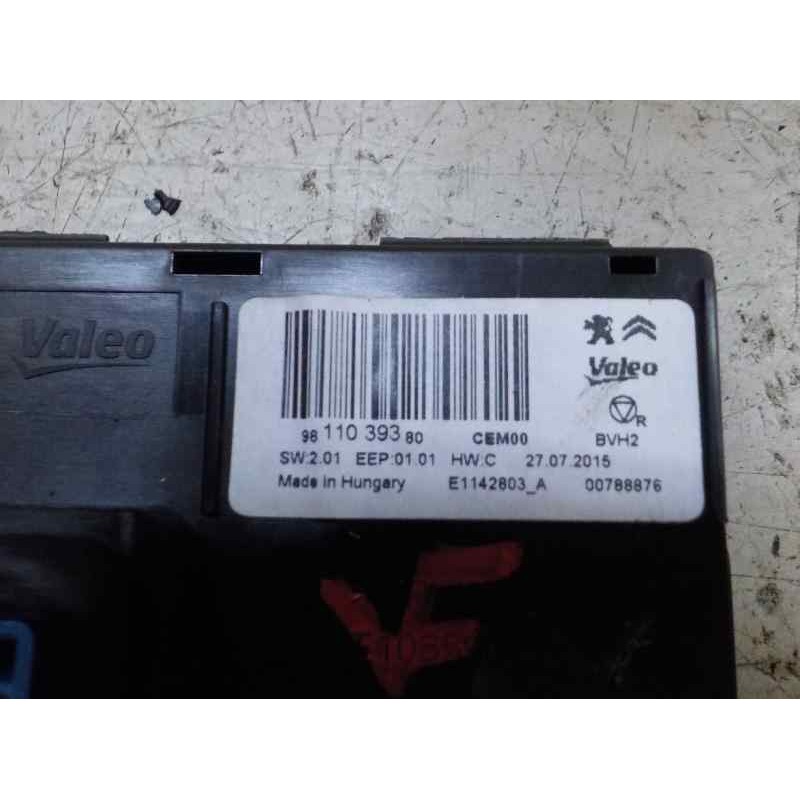 Valeo
Valeo
R
98 110 393 80 CEM00 BVH2
SW:2.01 EEP:01.01 HW:C 27.07.2015
Made in Hungary E1142803_A 00788876